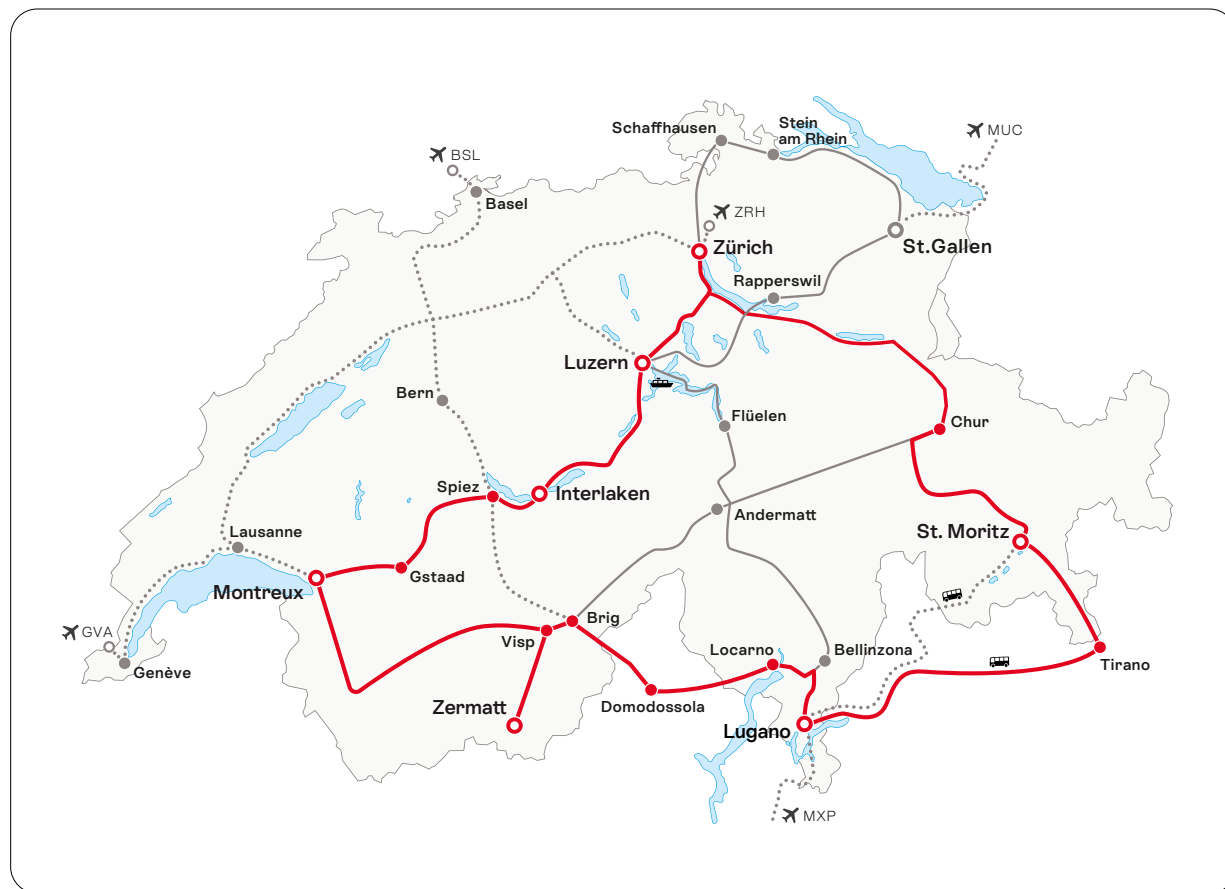 Schaffhausen
Stein
am Rhein
MUC
BSL
Basel
ZRH
Zürich
St.Gallen
Rapperswil
Luzern
Bern
Flüelen
Chur
Spiez
Interlaken
Andermatt
Lausanne
St. Moritz
Gstaad
Montreux
Brig
GVA
Visp
Locarno
Bellinzona
Genève
Tirano
Zermatt
Domodossola
Lugano
MXP